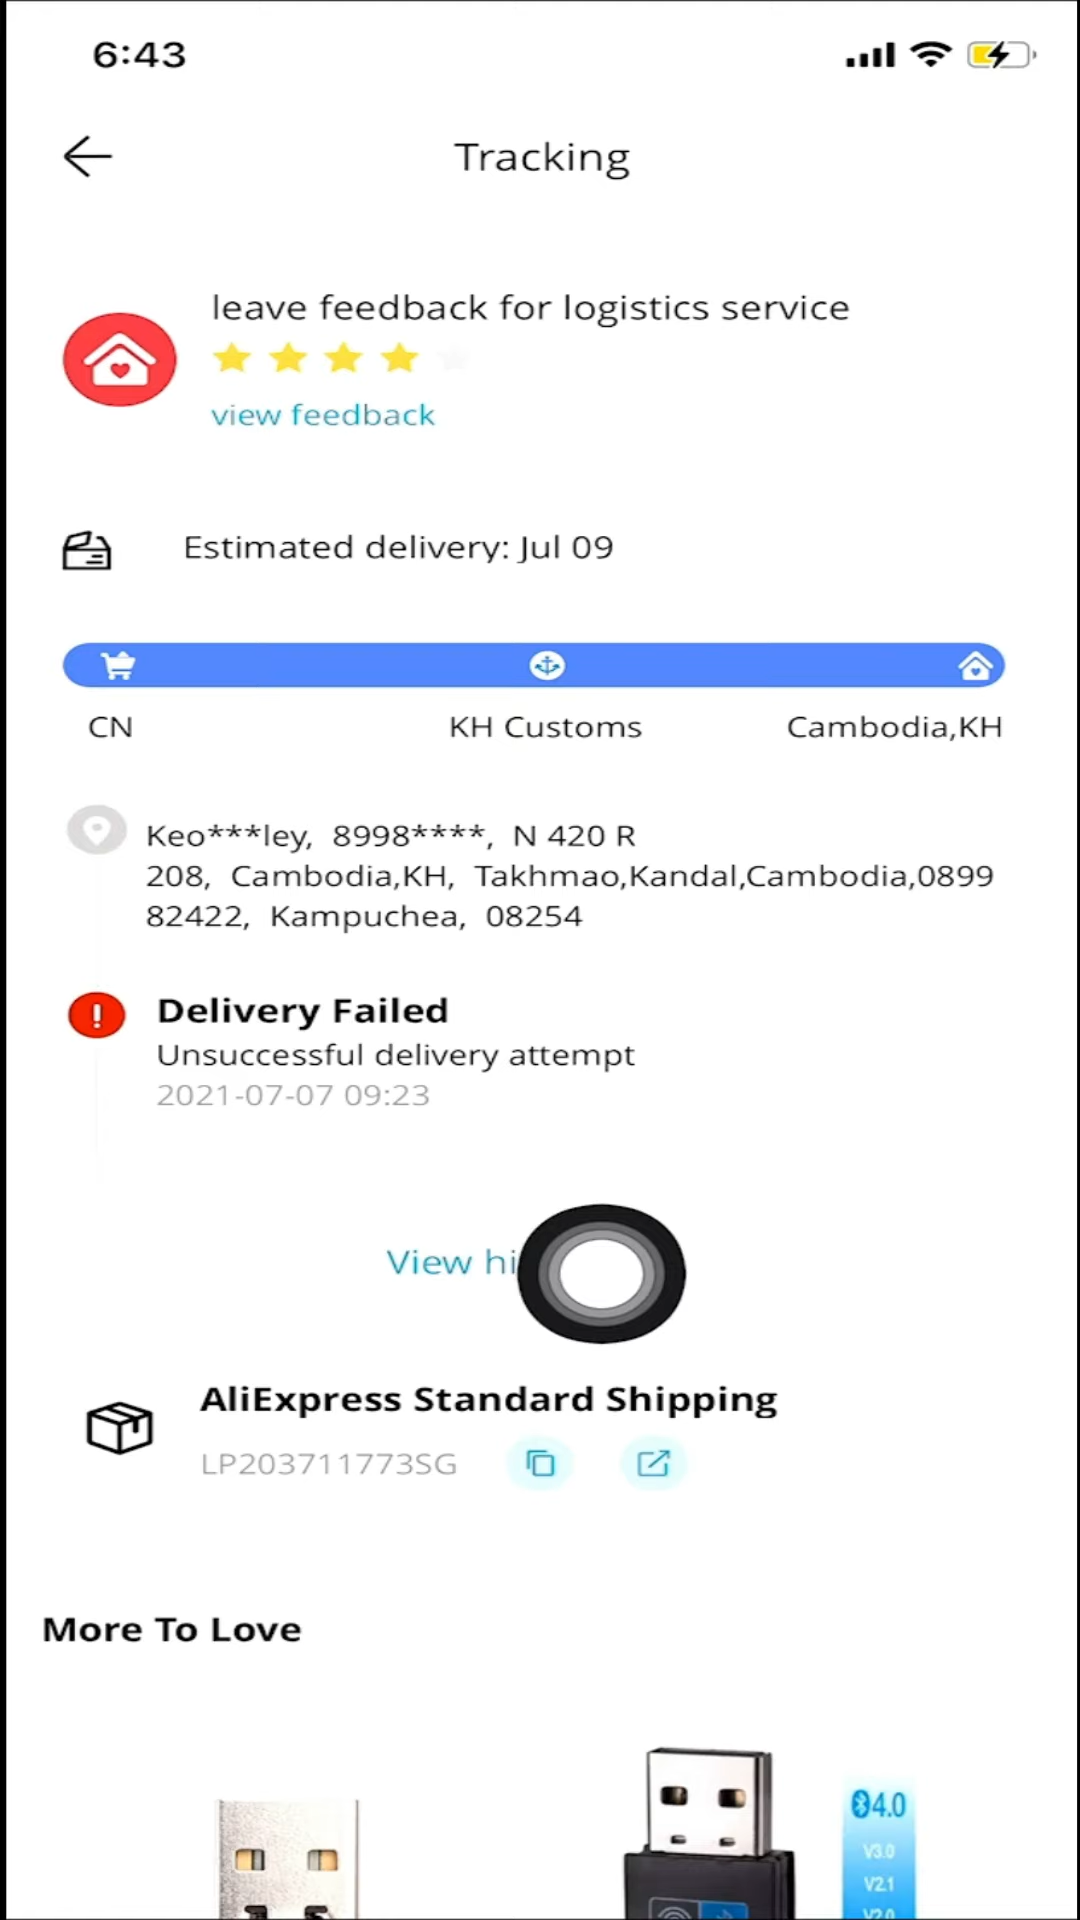 6:43
Tracking
leave feedback for logistics service
view feedback
Estimated delivery: Jul 09
CN
KH Customs
Cambodia,KH
Keo***ley, 8998****, N 420 R
208, Cambodia,KH, Takhmao,Kandal,Cambodia,0899
82422, Kampuchea, 08254
Delivery Failed
Unsuccessful delivery attempt
2021-07-07 09:23
View hi
AliExpress Standard Shipping
LP203711773SG
More To Love
4.0
V3.0
V2.1
V2.0